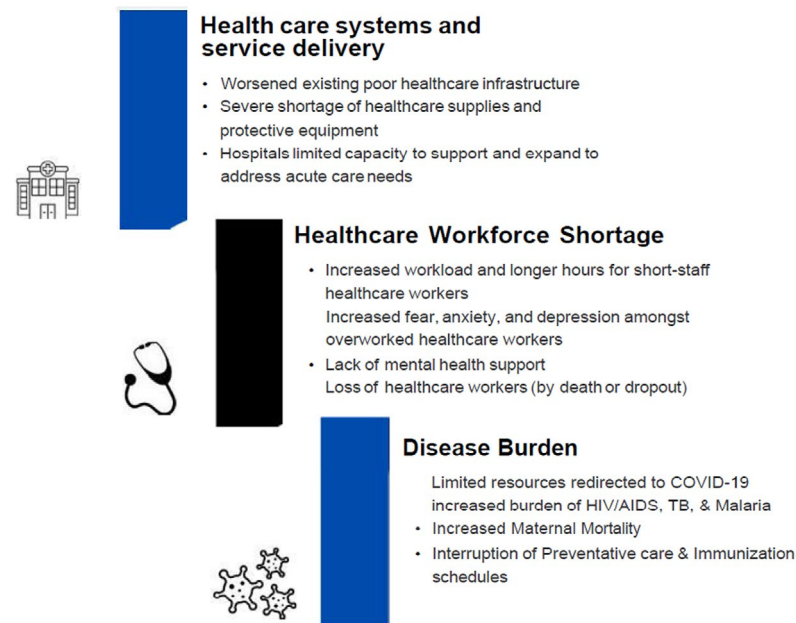 Health care systems and
service delivery
• Worsened existing poor healthcare infrastructure
• Severe shortage of healthcare supplies and
protective equipment
• Hospitals limited capacity to support and expand to
address acute care needs
Healthcare Workforce Shortage
• Increased workload and longer hours for short-staff
healthcare workers
Increased fear, anxiety, and depression amongst
overworked healthcare workers
• Lack of mental health support
Loss of healthcare workers (by death or dropout)
Disease Burden
Limited resources redirected to COVID-19
increased burden of HIV/AIDS, TB, & Malaria
• Increased Maternal Mortality
• Interruption of Preventative care & Immunization
schedules